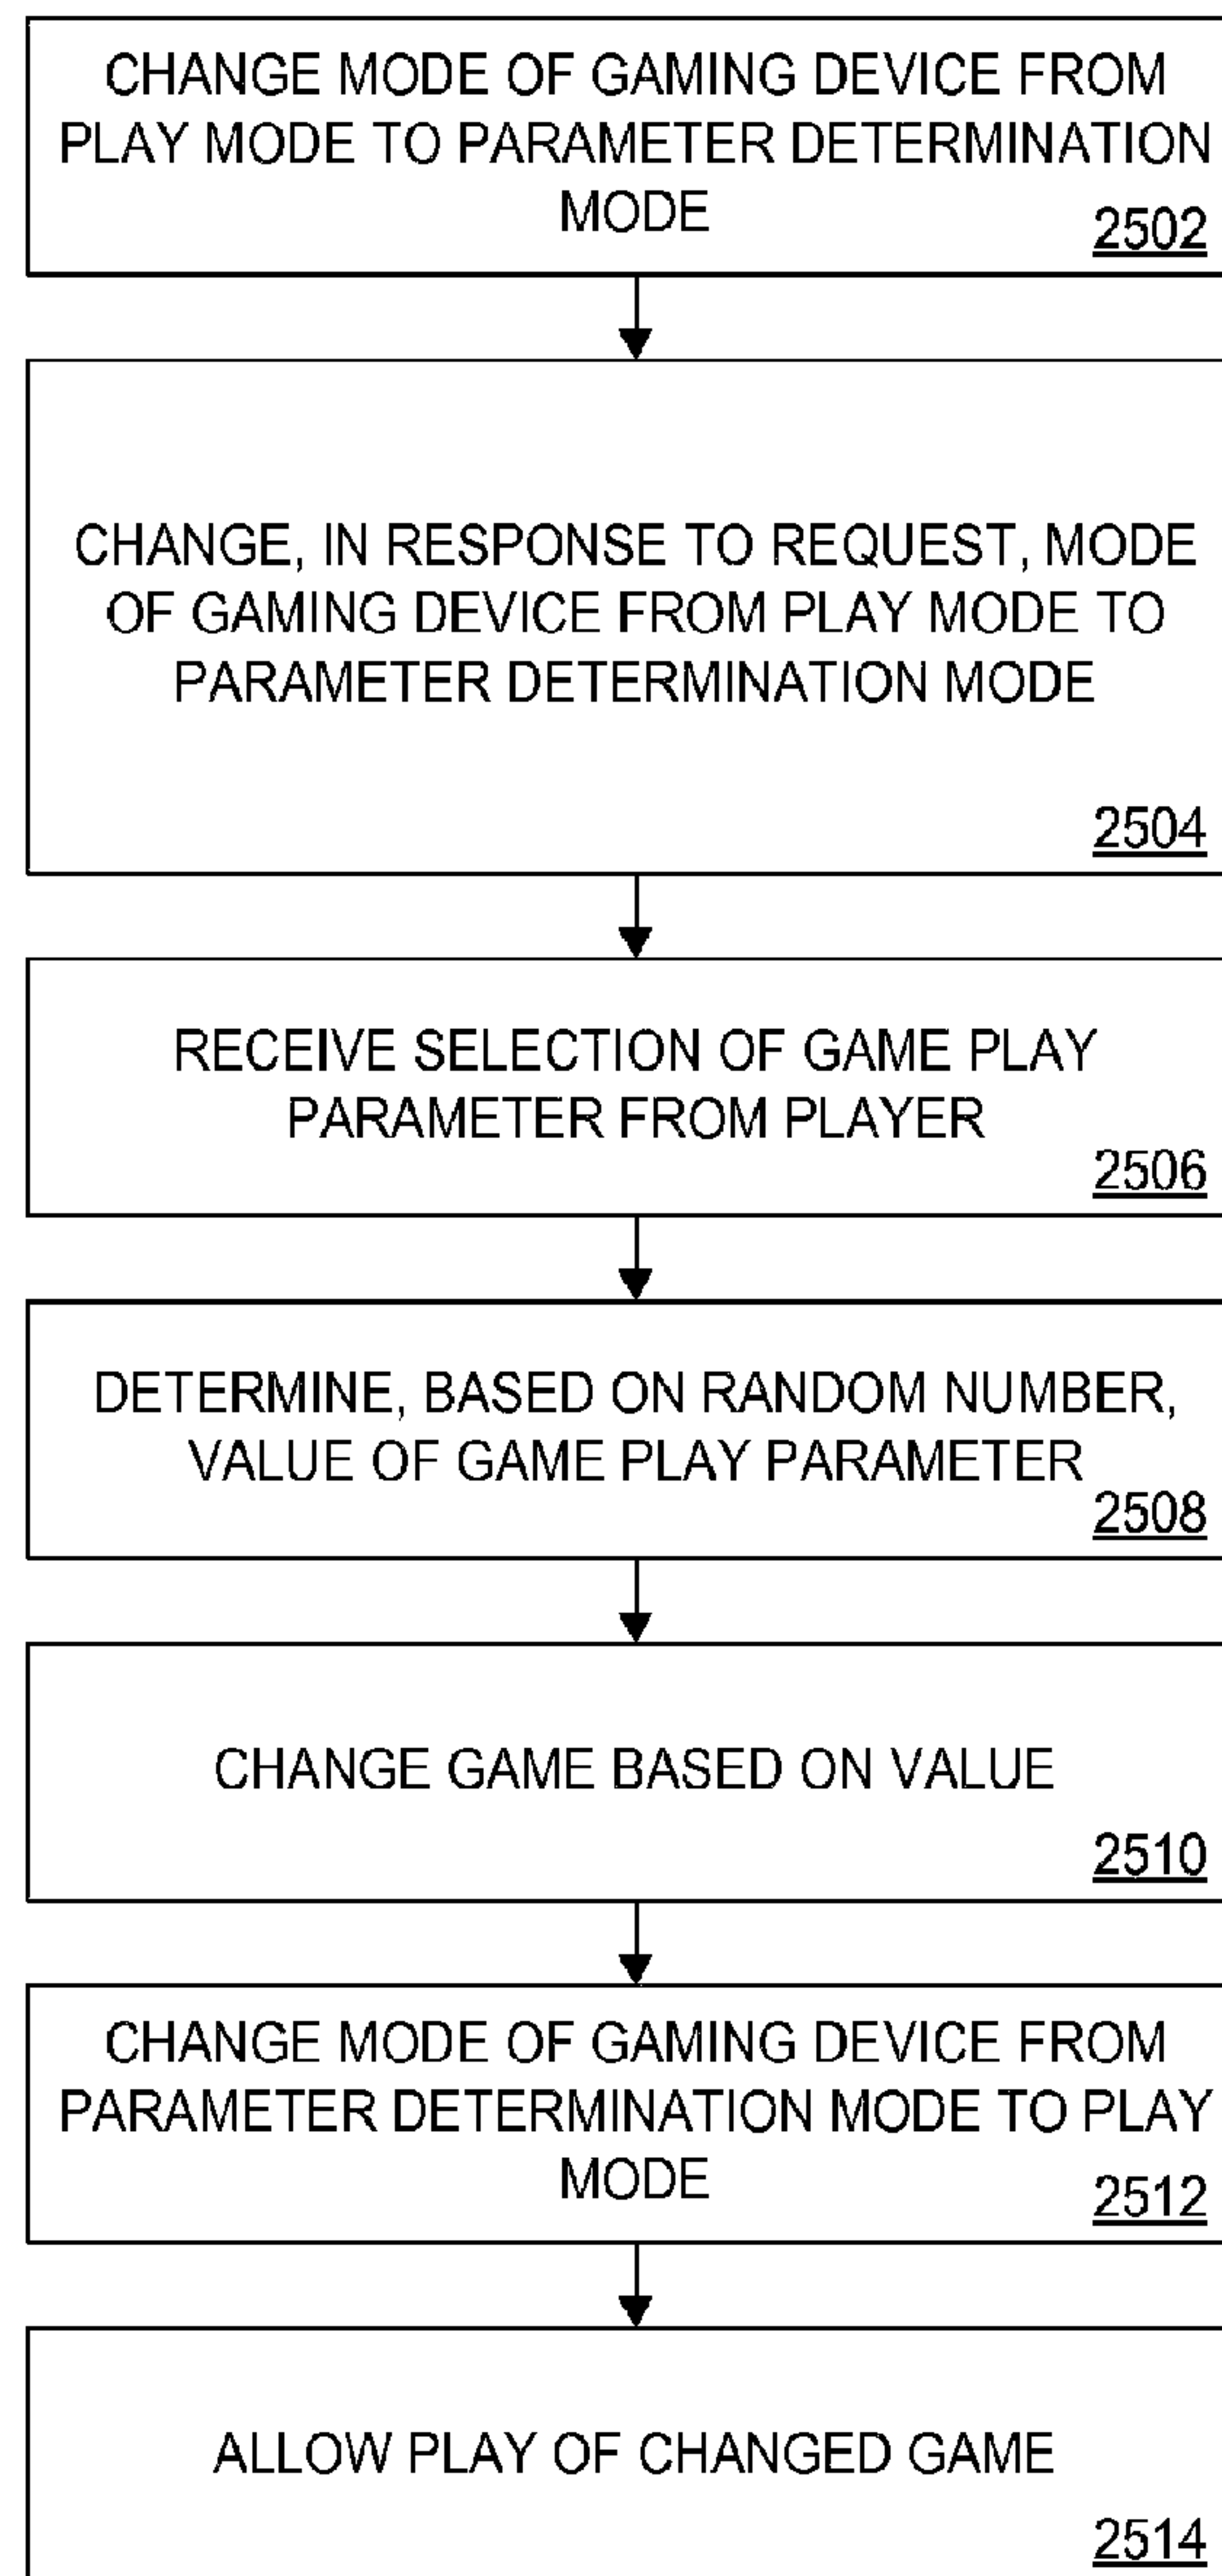 CHANGE MODE OF GAMING DEVICE FROM
PLAY MODE TO PARAMETER DETERMINATION
MODE
2502
CHANGE, IN RESPONSE TO REQUEST, MODE
OF GAMING DEVICE FROM PLAY MODE TO
PARAMETER DETERMINATION MODE
2504
RECEIVE SELECTION OF GAME PLAY
PARAMETER FROM PLAYER
2506
DETERMINE, BASED ON RANDOM NUMBER,
VALUE OF GAME PLAY PARAMETER
2508
CHANGE GAME BASED ON VALUE
2510
CHANGE MODE OF GAMING DEVICE FROM
PARAMETER DETERMINATION MODE TO PLAY
MODE
2512
ALLOW PLAY OF CHANGED GAME
2514